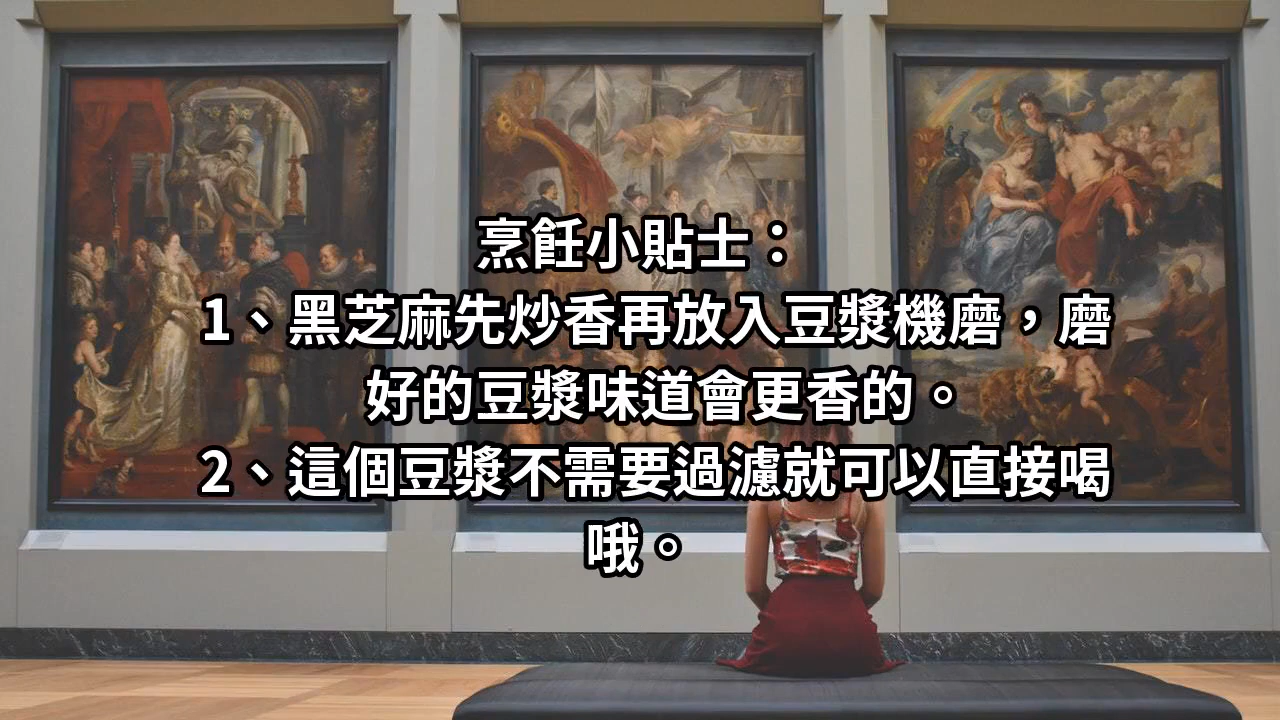 烹飪小貼士：
1、黑芝麻先炒香再放入豆漿機磨，磨
好的豆漿味道會更香的。
2、這個豆漿不需要過濾就可以直接喝
哦。